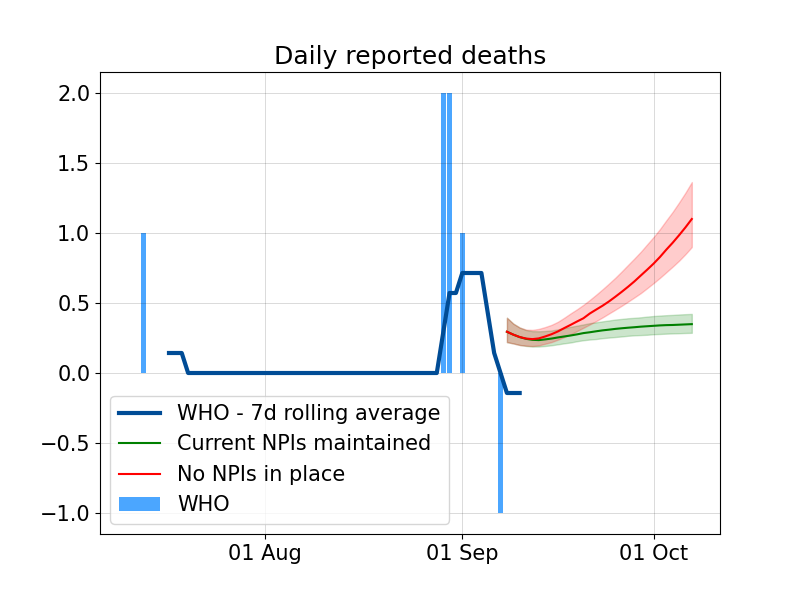 Daily reported deaths
2.0
1.5
1.0
0.5
0.0
−0.5
−1.0
WHO - 7d rolling average
Current NPIs maintained
No NPIs in place
WHO
01 Aug
01 Sep
01 Oct